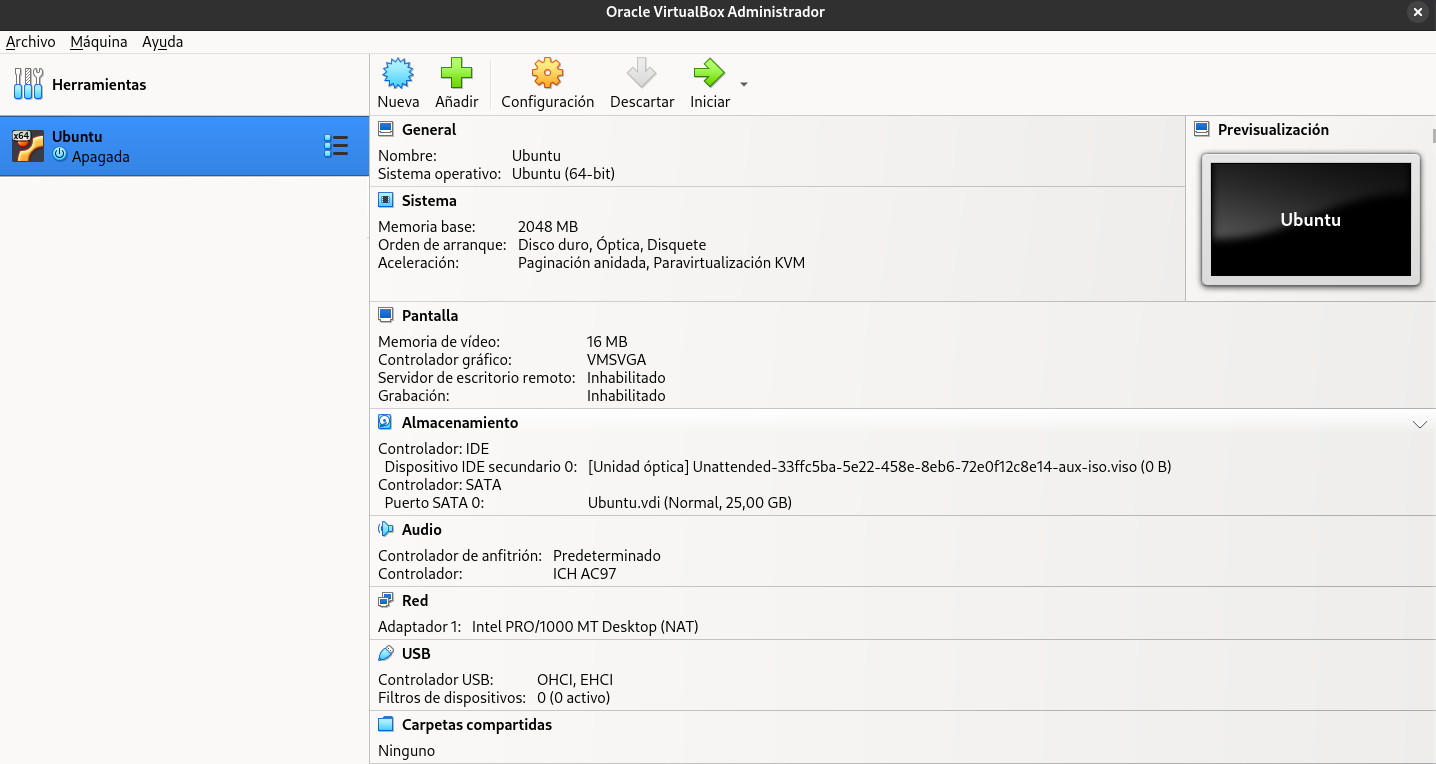 Oracle VirtualBox Administrador
Archivo Máquina Ayuda
Herramientas
x64
Ubuntu
Apagada
Nueva Añadir Configuración Descartar Iniciar
General
Nombre: Ubuntu
Sistema operativo: Ubuntu (64-bit)
Previsualización
Ubuntu
Sistema
Memoria base: 2048 MB
Orden de arranque: Disco duro, Óptica, Disquete
Aceleración: Paginación anidada, Paravirtualización KVM
Pantalla
Memoria de vídeo: 16 MB
Controlador gráfico: VMSVGA
Servidor de escritorio remoto: Inhabilitado
Grabación: Inhabilitado
Almacenamiento
Controlador: IDE
Dispositivo IDE secundario 0: [Unidad óptica] Unattended-33ffc5ba-5e22-458e-8eb6-72e0f12c8e14-aux-iso.viso (0 B)
Controlador: SATA
Puerto SATA 0: Ubuntu.vdi (Normal, 25,00 GB)
Audio
Controlador de anfitrión: Predeterminado
Controlador: ICH AC97
Red
Adaptador 1: Intel PRO/1000 MT Desktop (NAT)
USB
Controlador USB: OHCI, EHCI
Filtros de dispositivos: 0 (0 activo)
Carpetas compartidas
Ninguno